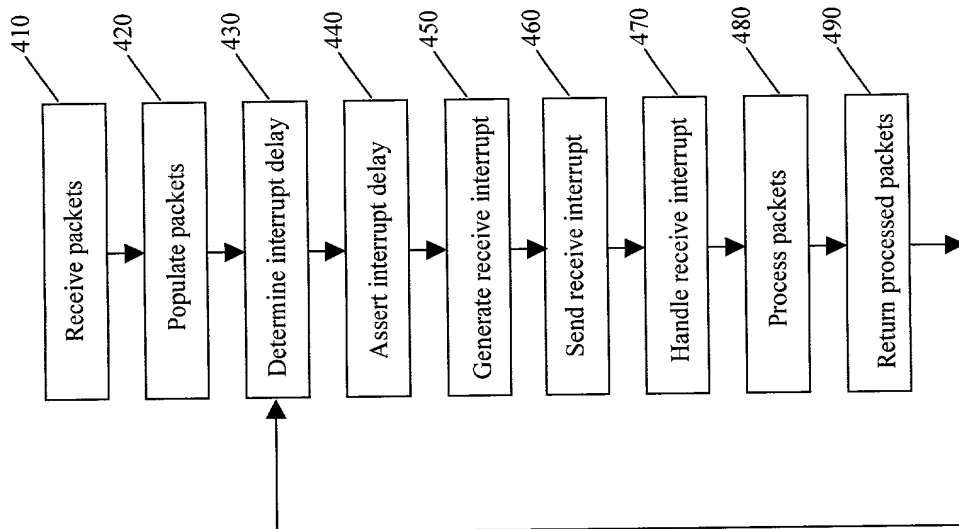 Receive packets 410
Populate packets 420
Determine interrupt delay 430
Assert interrupt delay 440
Generate receive interrupt 450
Send receive interrupt 460
Handle receive interrupt 470
Process packets 480
Return processed packets 490